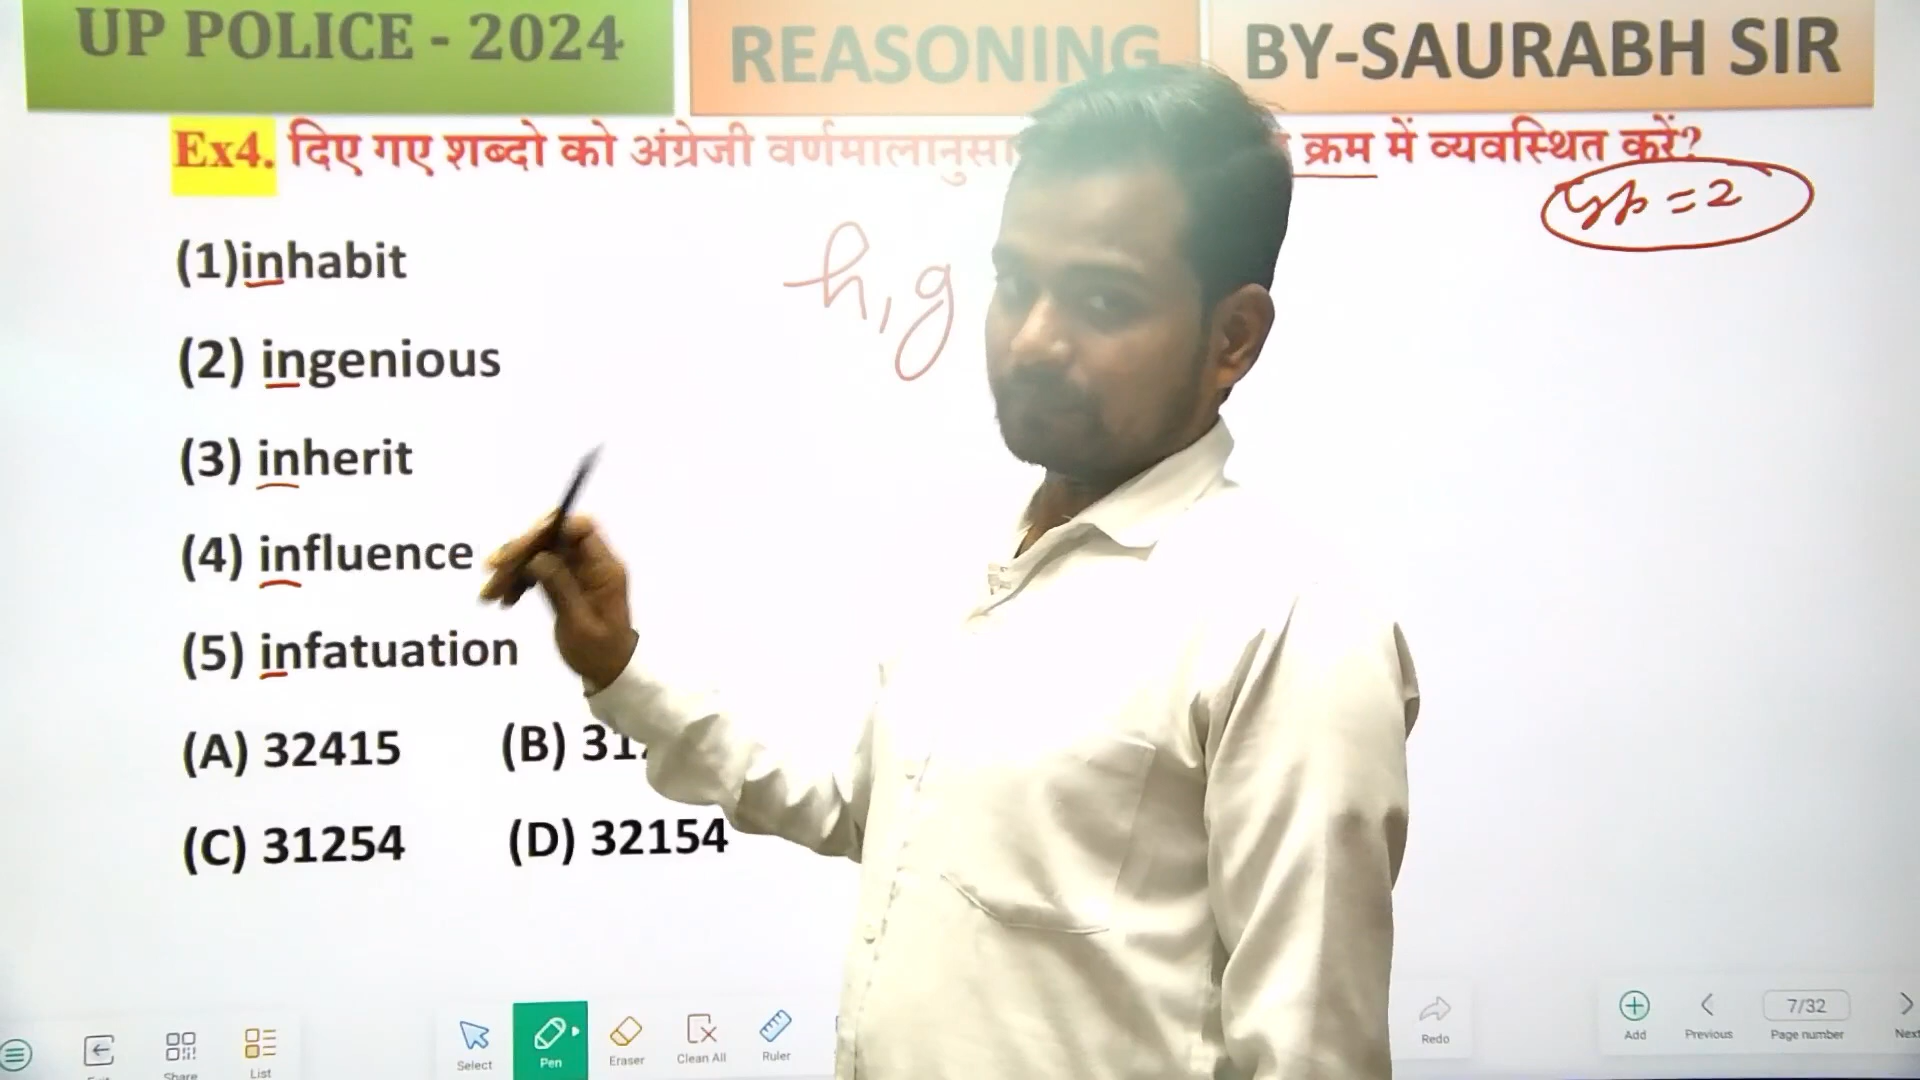 UP POLICE - 2024 REASONING BY-SAURABH SIR
Ex4. दिए गए शब्दो को अंग्रेजी वर्णमालानुसा क्रम में व्यवस्थित करें?
= 2
(1)inhabit
h, g
(2) ingenious
(3) inherit
(4) influence
(5) infatuation
(A) 32415 (B) 31
(C) 31254 (D) 32154
Select Pen Eraser Clean All Ruler Redo Add Previous 7/32 Page number Next
Share List